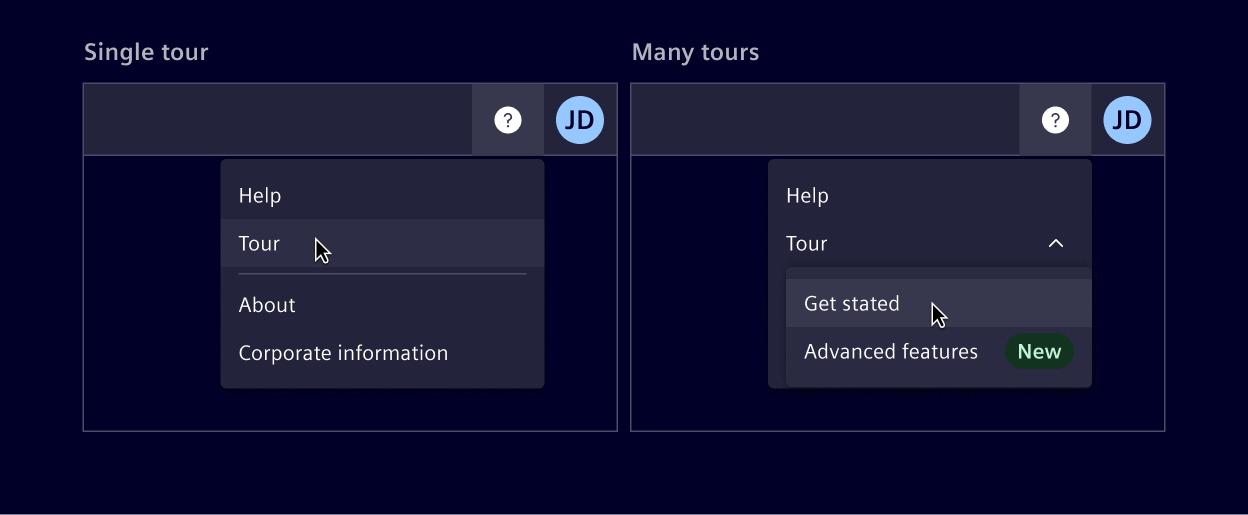 Single tour
? JD
Help
Tour
About
Corporate information
Many tours
? JD
Help
Tour
Get stated
Advanced features New